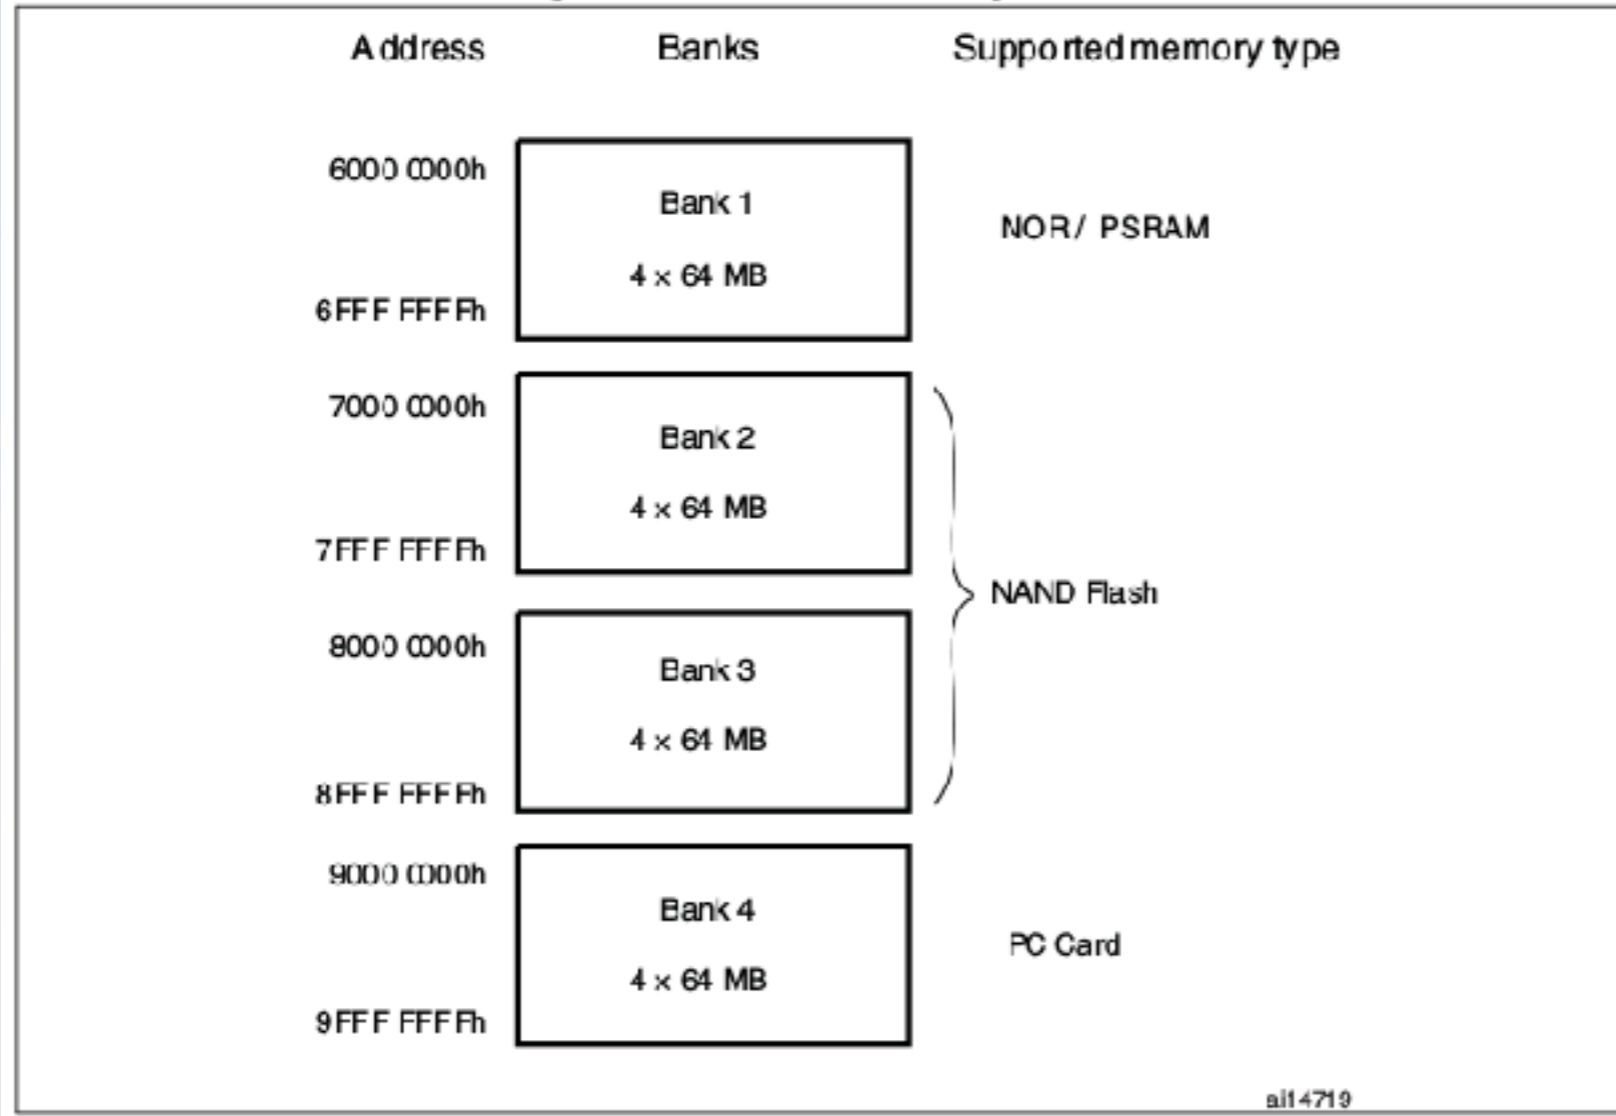 Address Banks Supported memory type
6000 0000h
Bank 1
NOR / PSRAM
4 × 64 MB
6FFF FFFFh
7000 0000h
Bank 2
4 × 64 MB
7FFF FFFFh
NAND Flash
8000 0000h
Bank 3
4 × 64 MB
8FFF FFFFh
9000 0000h
Bank 4
PC Card
4 × 64 MB
9FFF FFFFh
ai14719